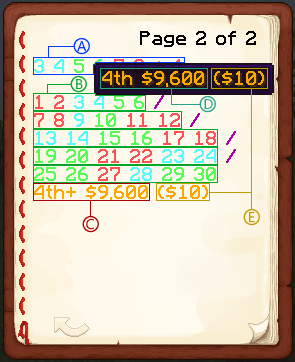 Page 2 of 2
A
3 4 5
4th $9,600 ($10)
B
D
1 2 3 4 5 6 /
7 8 9 10 11 12 /
13 14 15 16 17 18 /
19 20 21 22 23 24 /
25 26 27 28 29 30
4th+ $9,600 ($10)
C
E